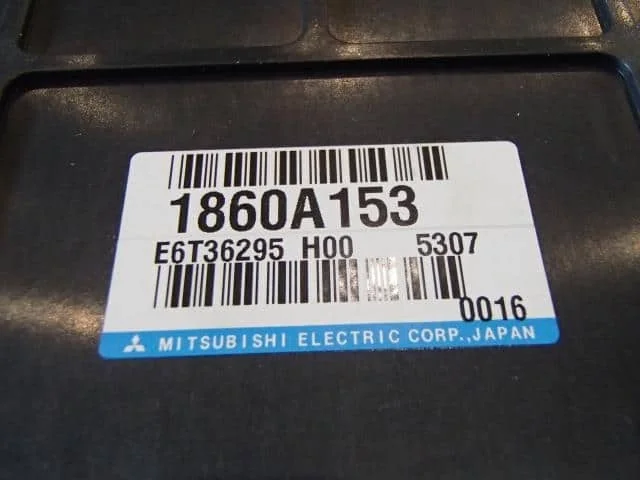 1860A153
E6T36295 H00 5307
0016
MITSUBISHI ELECTRIC CORP.,JAPAN